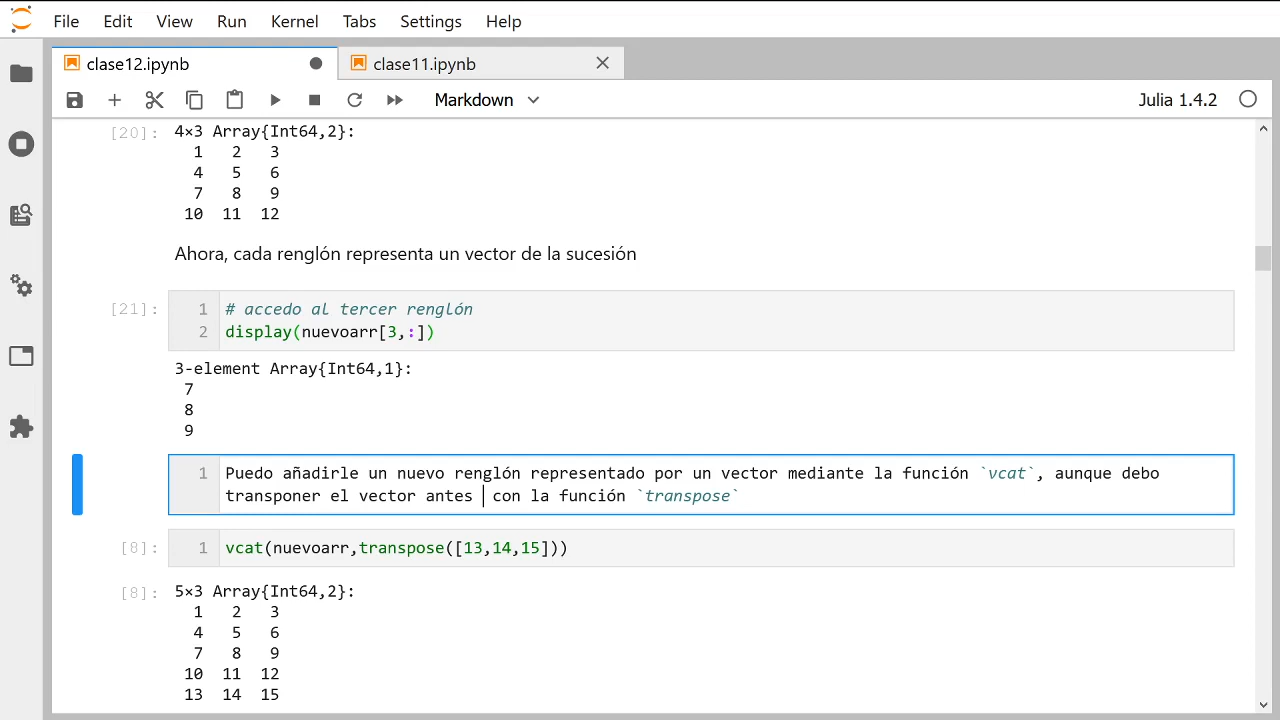 File Edit View Run Kernel Tabs Settings Help
clase12.ipynb
clase11.ipynb
Markdown
Julia 1.4.2
[20]: 4×3 Array{Int64,2}:
1 2 3
4 5 6
7 8 9
10 11 12
Ahora, cada renglón representa un vector de la sucesión
[21]: 1 # accedo al tercer renglón
2 display(nuevoarr[3,:])
3-element Array{Int64,1}:
7
8
9
1 Puedo añadirle un nuevo renglón representado por un vector mediante la función `vcat`, aunque debo
transponer el vector antes con la función `transpose`
[8]: 1 vcat(nuevoarr,transpose([13,14,15]))
[8]: 5×3 Array{Int64,2}:
1 2 3
4 5 6
7 8 9
10 11 12
13 14 15